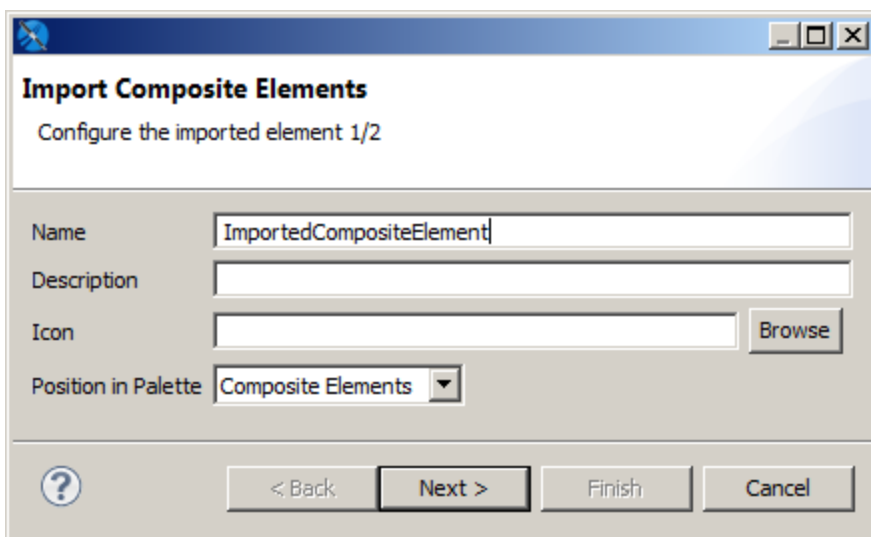 Import Composite Elements
Configure the imported element 1/2
Name ImportedCompositeElement
Description
Icon Browse
Position in Palette Composite Elements
? < Back Next > Finish Cancel